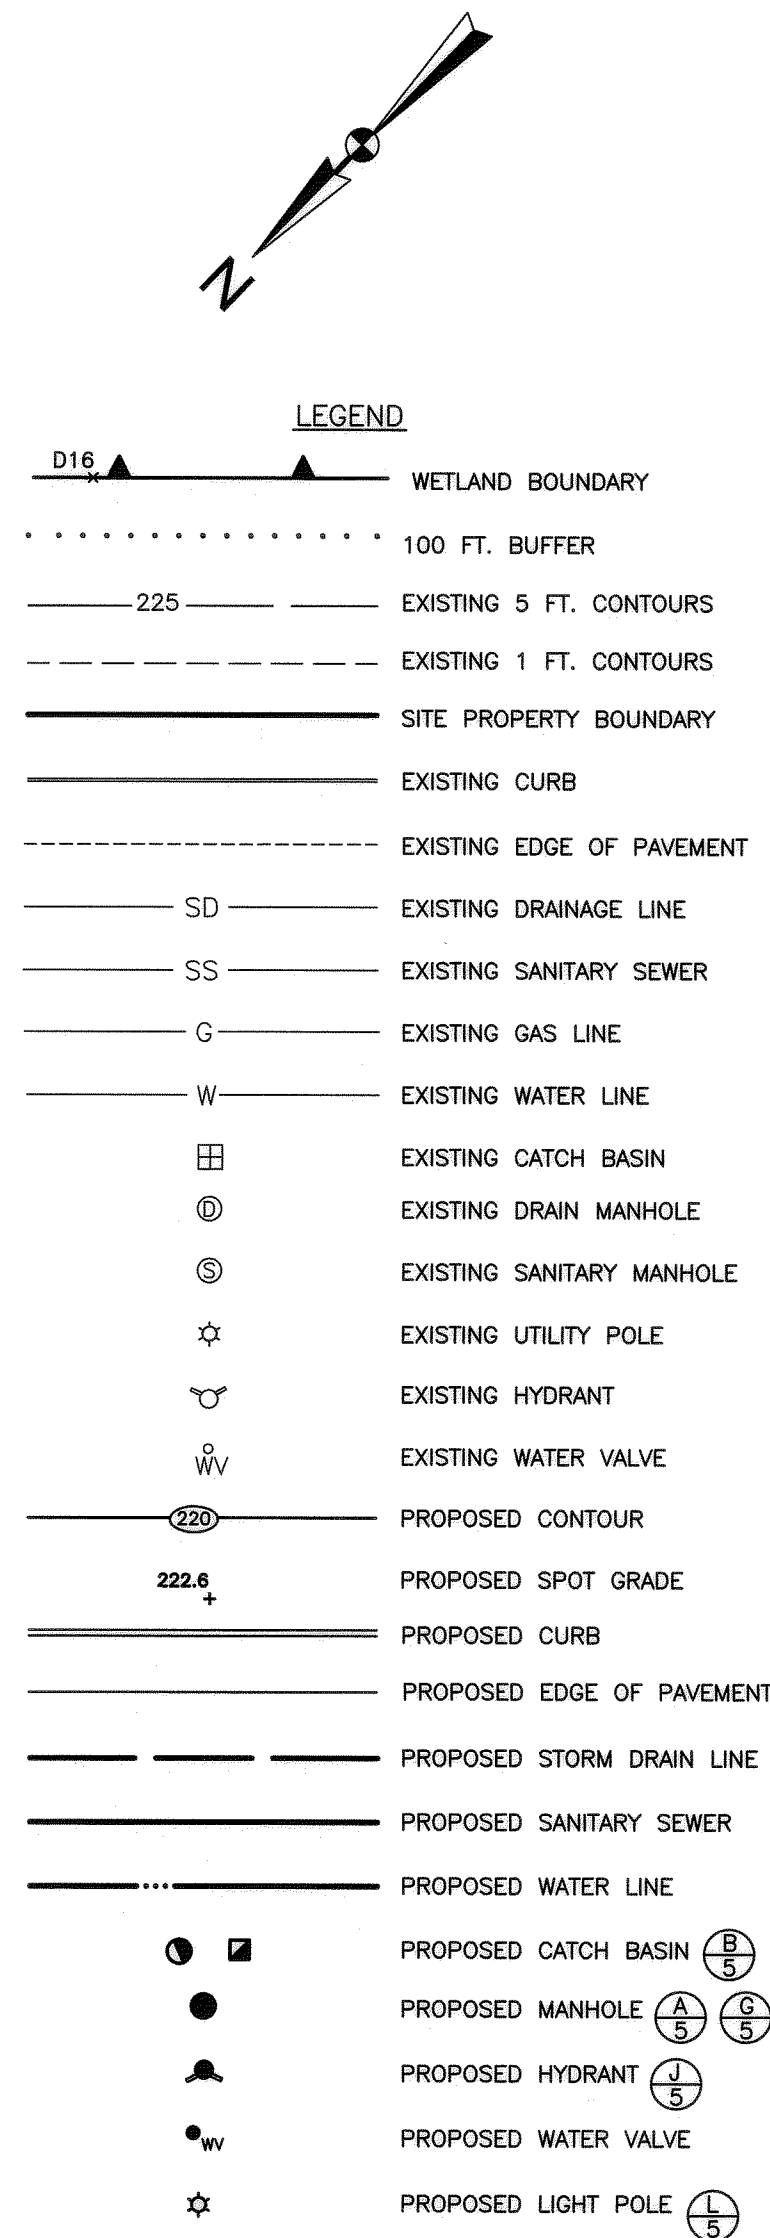 N
LEGEND
D16 WETLAND BOUNDARY
100 FT. BUFFER
225 EXISTING 5 FT. CONTOURS
EXISTING 1 FT. CONTOURS
SITE PROPERTY BOUNDARY
EXISTING CURB
EXISTING EDGE OF PAVEMENT
SD EXISTING DRAINAGE LINE
SS EXISTING SANITARY SEWER
G EXISTING GAS LINE
W EXISTING WATER LINE
EXISTING CATCH BASIN
D EXISTING DRAIN MANHOLE
S EXISTING SANITARY MANHOLE
EXISTING UTILITY POLE
EXISTING HYDRANT
WV EXISTING WATER VALVE
220 PROPOSED CONTOUR
222.6 PROPOSED SPOT GRADE
PROPOSED CURB
PROPOSED EDGE OF PAVEMENT
PROPOSED STORM DRAIN LINE
PROPOSED SANITARY SEWER
PROPOSED WATER LINE
PROPOSED CATCH BASIN B 5
PROPOSED MANHOLE A 5 G 5
PROPOSED HYDRANT J 5
WV PROPOSED WATER VALVE
PROPOSED LIGHT POLE L 5